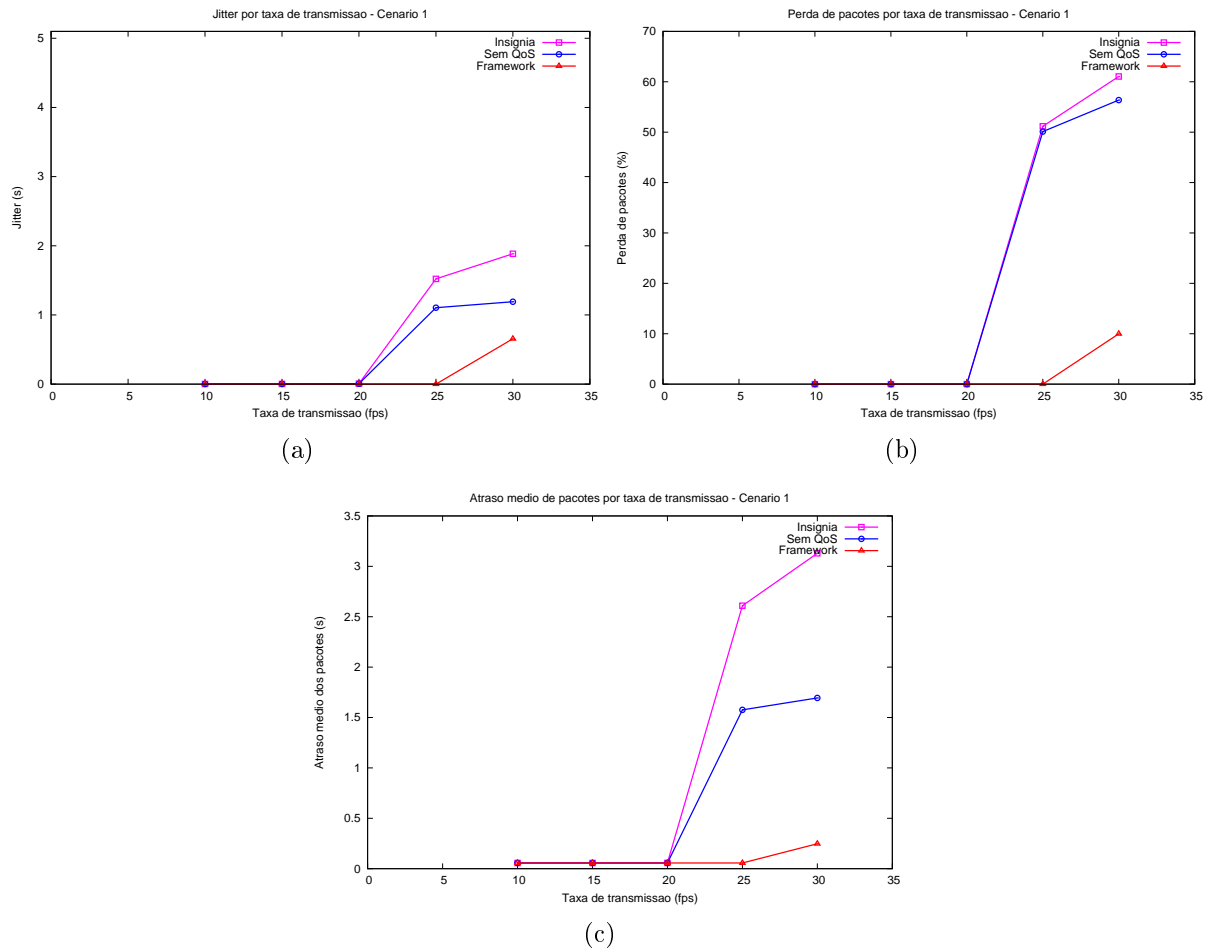 Jitter por taxa de transmissao - Cenario 1
5
4
3
2
1
0
Jitter (s)
Insignia
Sem QoS
Framework
0 5 10 15 20 25 30 35
Taxa de transmissao (fps)
(a)
Perda de pacotes por taxa de transmissao - Cenario 1
70
60
50
40
30
20
10
0
Perda de pacotes (%)
Insignia
Sem QoS
Framework
0 5 10 15 20 25 30 35
Taxa de transmissao (fps)
(b)
Atraso medio de pacotes por taxa de transmissao - Cenario 1
3.5
3
2.5
2
1.5
1
0.5
0
Atraso medio dos pacotes (s)
Insignia
Sem QoS
Framework
0 5 10 15 20 25 30 35
Taxa de transmissao (fps)
(c)